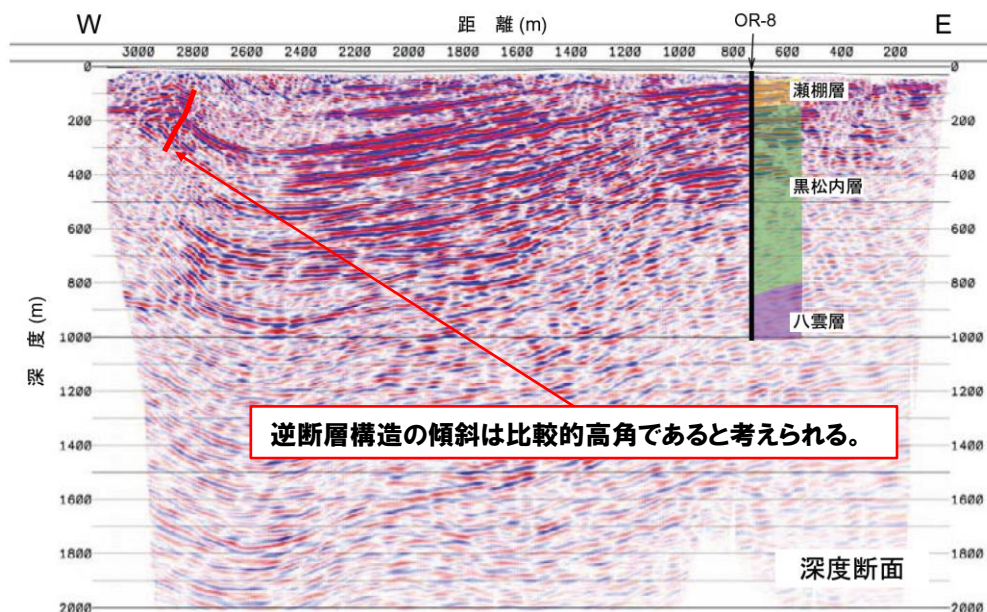 W 距 離 (m) OR-8 E
3000 2800 2400 2000 1800 1600 1400 1200 1000 800 600 400 200
0 0
瀬棚層
200 200
黒松内層
400 400
600 600
800 800
八雲層
1000 1000
深 度 (m)
1200 1200
逆断層構造の傾斜は比較的高角であると考えられる。
1400 1400
1600 1600
1800 1800
深度断面
2000 2000